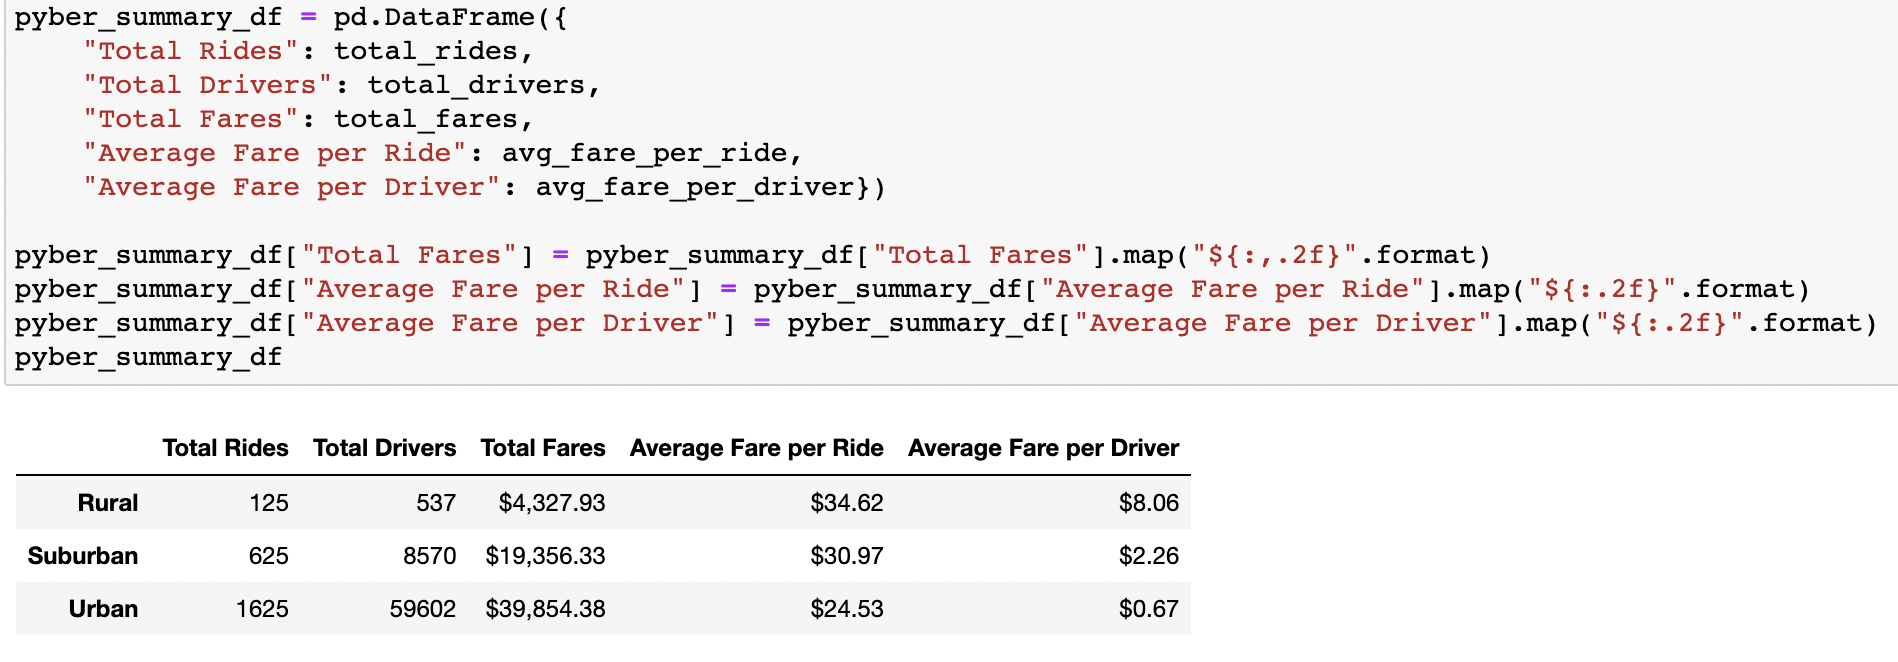 pyber_summary_df = pd.DataFrame({
    "Total Rides": total_rides,
    "Total Drivers": total_drivers,
    "Total Fares": total_fares,
    "Average Fare per Ride": avg_fare_per_ride,
    "Average Fare per Driver": avg_fare_per_driver})

pyber_summary_df["Total Fares"] = pyber_summary_df["Total Fares"].map("${:,.2f}".format)
pyber_summary_df["Average Fare per Ride"] = pyber_summary_df["Average Fare per Ride"].map("${:.2f}".format)
pyber_summary_df["Average Fare per Driver"] = pyber_summary_df["Average Fare per Driver"].map("${:.2f}".format)
pyber_summary_df
Total Rides Total Drivers Total Fares Average Fare per Ride Average Fare per Driver
Rural 125 537 $4,327.93 $34.62 $8.06
Suburban 625 8570 $19,356.33 $30.97 $2.26
Urban 1625 59602 $39,854.38 $24.53 $0.67